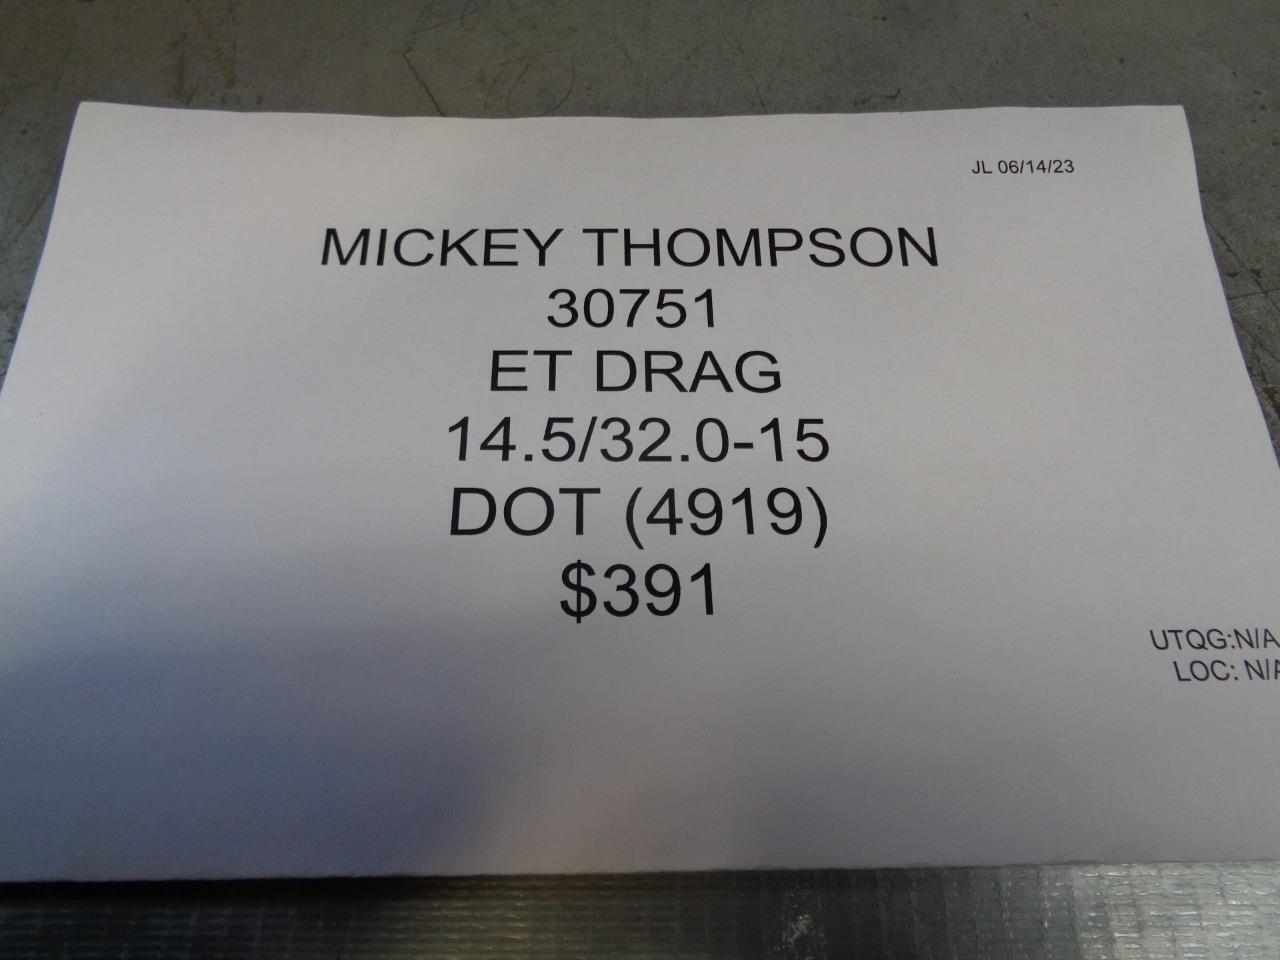 JL 06/14/23
MICKEY THOMPSON
30751
ET DRAG
14.5/32.0-15
DOT (4919)
$391
UTQG:N/A
LOC: N/A